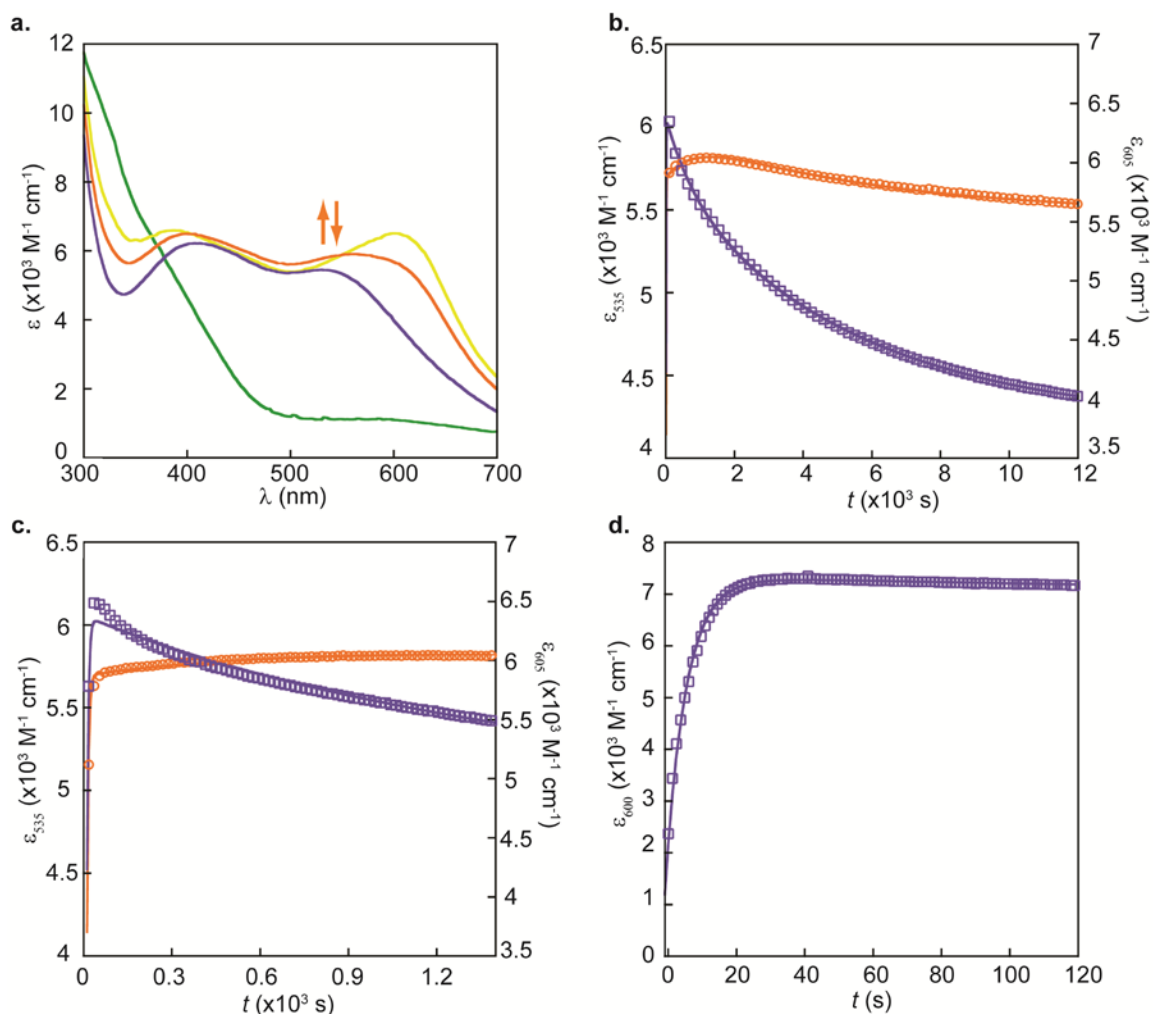 a.
12
10
8
6
4
2
0
ε (x10³ M⁻¹ cm⁻¹)
300 400 500 600 700
λ (nm)
b.
6.5
6
5.5
5
4.5
4
ε₅₃₅ (x10³ M⁻¹ cm⁻¹)
7
6.5
6
5.5
5
4.5
4
3.5
ε₆₀₅ (x10³ M⁻¹ cm⁻¹)
0 2 4 6 8 10 12
t (x10³ s)
c.
6.5
6
5.5
5
4.5
4
ε₅₃₅ (x10³ M⁻¹ cm⁻¹)
7
6.5
6
5.5
5
4.5
4
3.5
ε₆₀₅ (x10³ M⁻¹ cm⁻¹)
0 0.3 0.6 0.9 1.2
t (x10³ s)
d.
8
7
6
5
4
3
2
1
0
ε₆₀₀ (x10³ M⁻¹ cm⁻¹)
0 20 40 60 80 100 120
t (s)